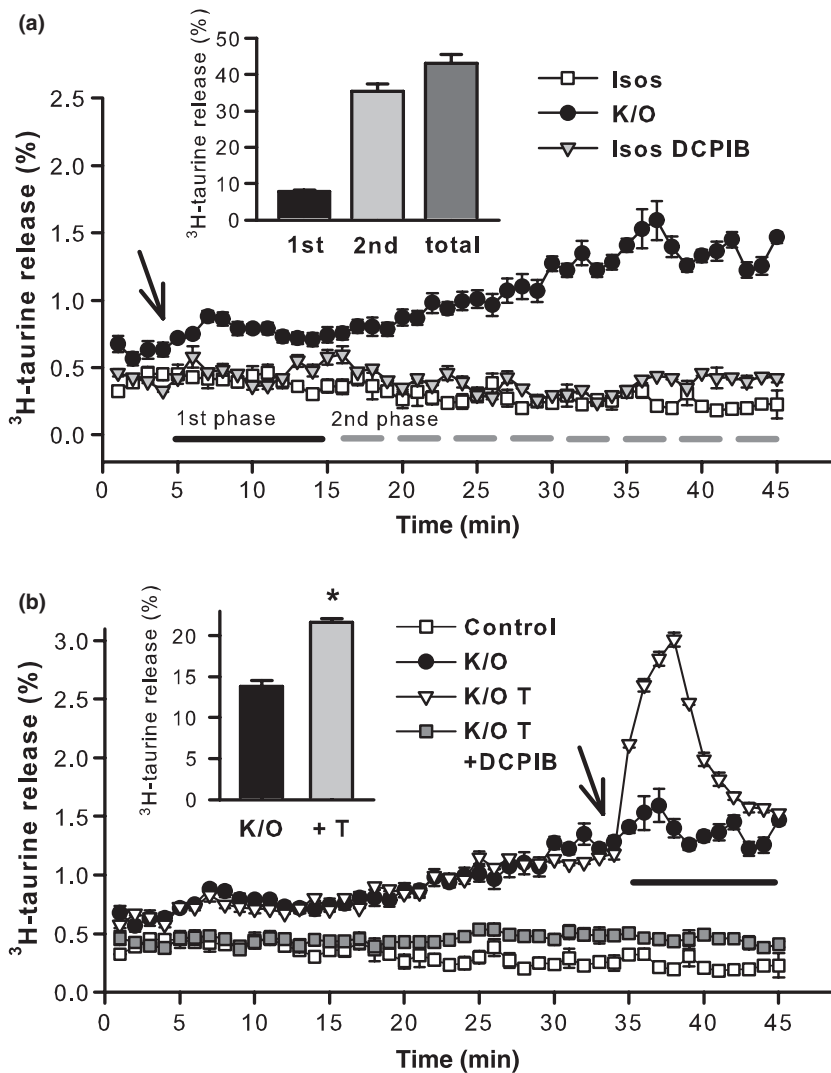 (a)
³H-taurine release (%)
50
40
30
20
10
0
1st 2nd total
Isos
K/O
Isos DCPIB
³H-taurine release (%)
2.5
2.0
1.5
1.0
0.5
0.0
1st phase 2nd phase
0 5 10 15 20 25 30 35 40 45
Time (min)
(b)
³H-taurine release (%)
20
15
10
5
0
*
K/O + T
Control
K/O
K/O T
K/O T
+DCPIB
³H-taurine release (%)
3.0
2.5
2.0
1.5
1.0
0.5
0.0
0 5 10 15 20 25 30 35 40 45
Time (min)